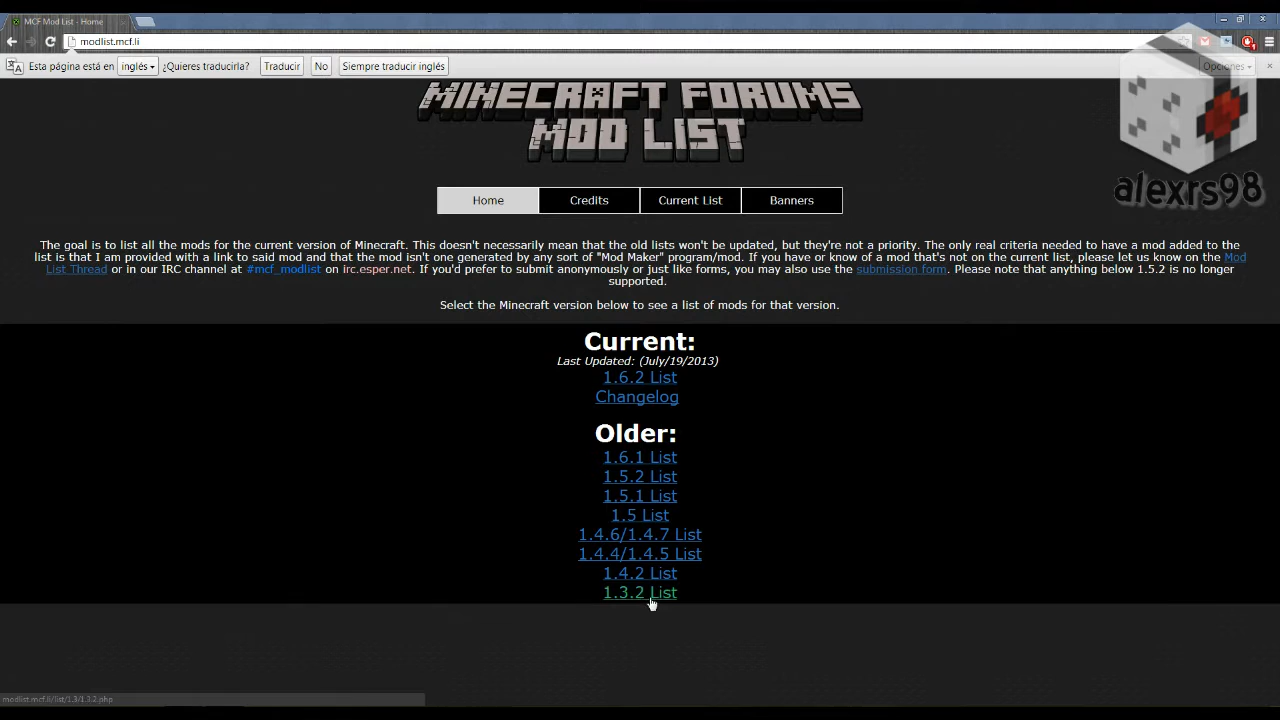 MCF Mod List - Home
modlist.mcf.li
Esta página está en inglés ¿Quieres traducirla? Traducir No Siempre traducir inglés Opciones
MINECRAFT FORUMS
MOD LIST
alexrs98
Home Credits Current List Banners
The goal is to list all the mods for the current version of Minecraft. This doesn't necessarily mean that the old lists won't be updated, but they're not a priority. The only real criteria needed to have a mod added to the
list is that I am provided with a link to said mod and that the mod isn't one generated by any sort of "Mod Maker" program/mod. If you have or know of a mod that's not on the current list, please let us know on the Mod
List Thread or in our IRC channel at #mcf_modlist on irc.esper.net. If you'd prefer to submit anonymously or just like forms, you may also use the submission form. Please note that anything below 1.5.2 is no longer
supported.
Select the Minecraft version below to see a list of mods for that version.
Current:
Last Updated: (July/19/2013)
1.6.2 List
Changelog
Older:
1.6.1 List
1.5.2 List
1.5.1 List
1.5 List
1.4.6/1.4.7 List
1.4.4/1.4.5 List
1.4.2 List
1.3.2 List
modlist.mcf.li/list/1.3/1.3.2.php